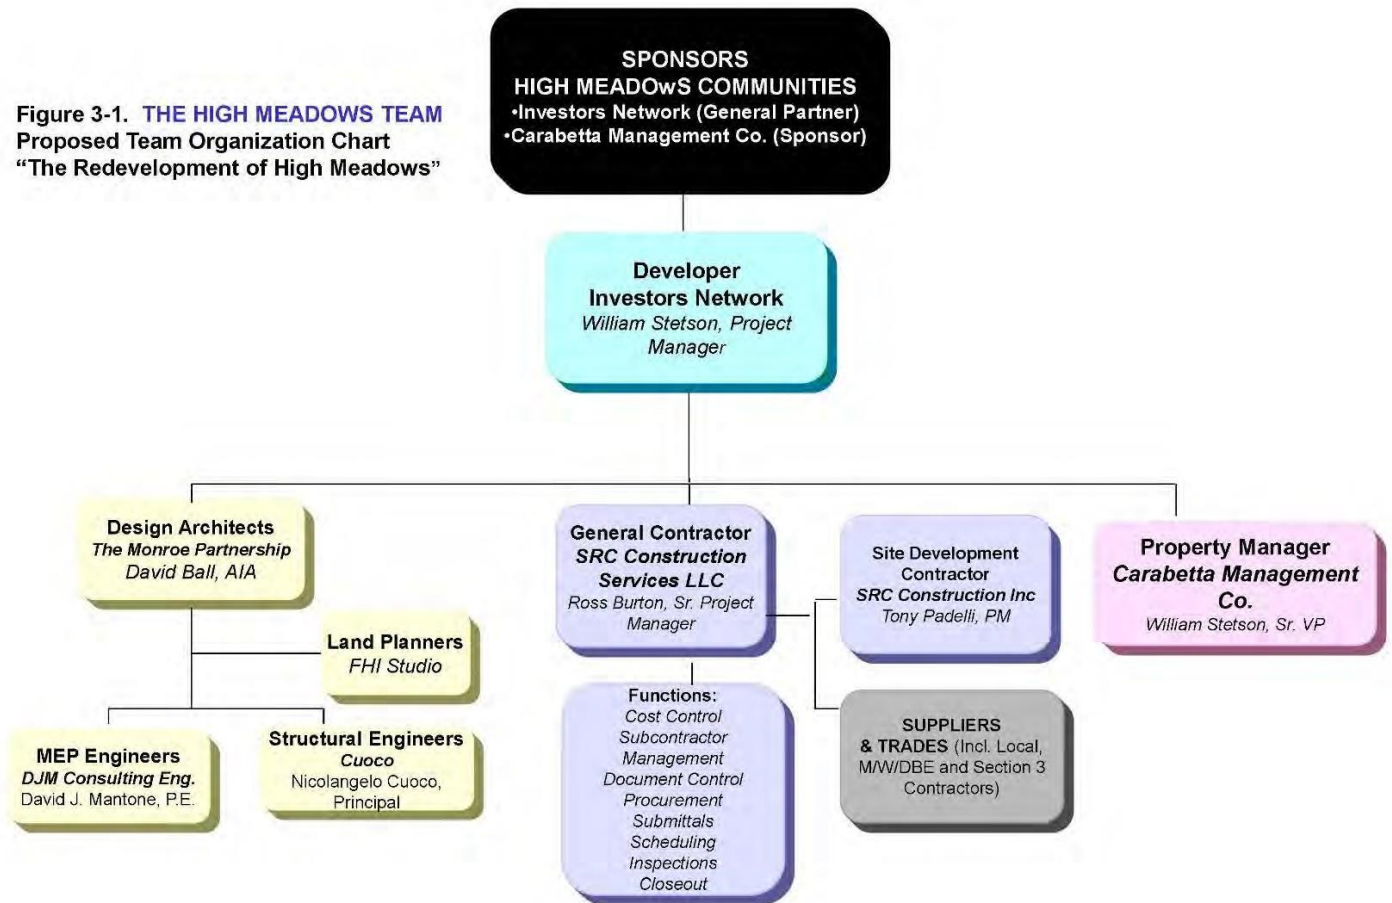 Figure 3-1. THE HIGH MEADOWS TEAM
Proposed Team Organization Chart
“The Redevelopment of High Meadows”
SPONSORS
HIGH MEADOwS COMMUNITIES
•Investors Network (General Partner)
•Carabetta Management Co. (Sponsor)
Developer
Investors Network
William Stetson, Project
Manager
Design Architects
The Monroe Partnership
David Ball, AIA
Land Planners
FHI Studio
MEP Engineers
DJM Consulting Eng.
David J. Mantone, P.E.
Structural Engineers
Cuoco
Nicolangelo Cuoco,
Principal
General Contractor
SRC Construction
Services LLC
Ross Burton, Sr. Project
Manager
Functions:
Cost Control
Subcontractor
Management
Document Control
Procurement
Submittals
Scheduling
Inspections
Closeout
Site Development
Contractor
SRC Construction Inc
Tony Padelli, PM
SUPPLIERS
& TRADES (Incl. Local,
M/W/DBE and Section 3
Contractors)
Property Manager
Carabetta Management
Co.
William Stetson, Sr. VP